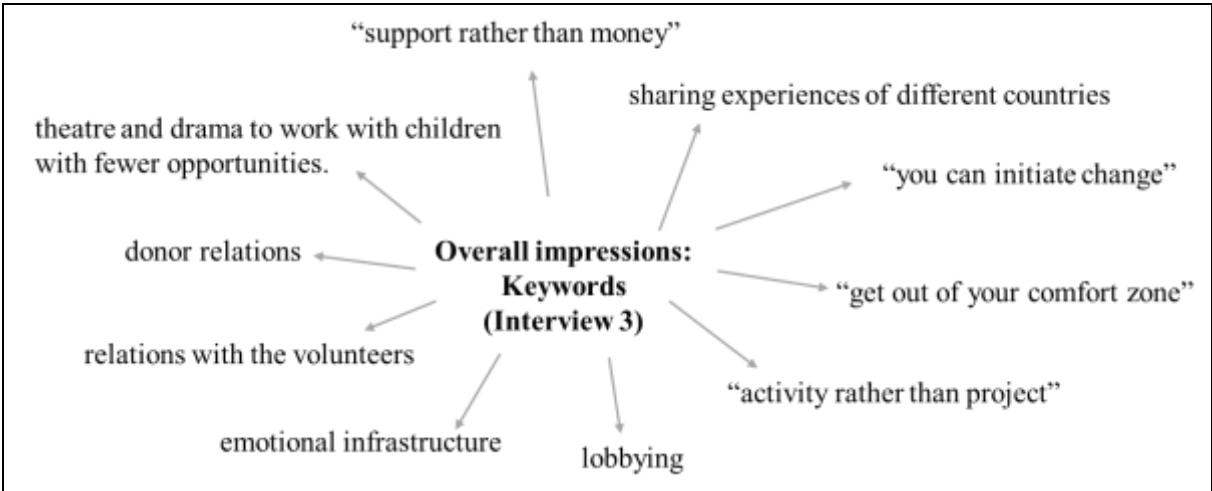 “support rather than money”
sharing experiences of different countries
theatre and drama to work with children
with fewer opportunities.
“you can initiate change”
donor relations
Overall impressions:
Keywords
(Interview 3)
“get out of your comfort zone”
relations with the volunteers
“activity rather than project”
emotional infrastructure
lobbying